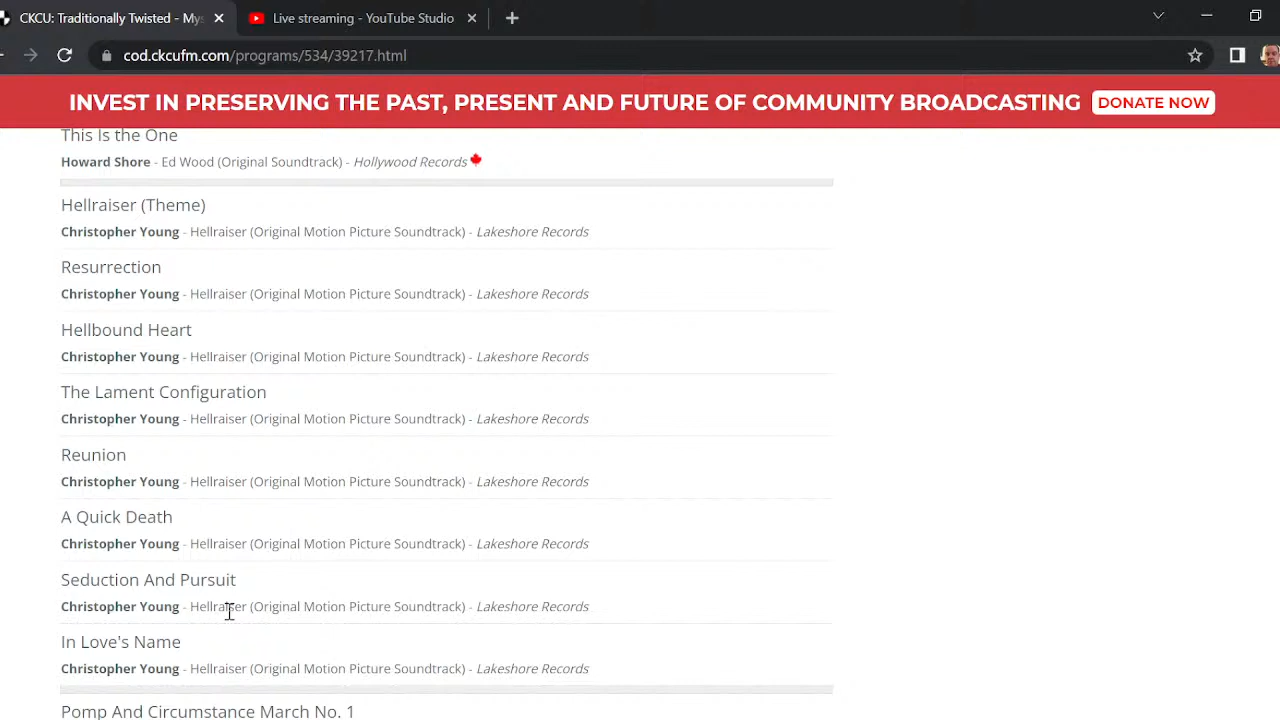 CKCU: Traditionally Twisted - Mys
Live streaming - YouTube Studio
cod.ckcufm.com/programs/534/39217.html
INVEST IN PRESERVING THE PAST, PRESENT AND FUTURE OF COMMUNITY BROADCASTING DONATE NOW
This Is the One
Howard Shore - Ed Wood (Original Soundtrack) - Hollywood Records
Hellraiser (Theme)
Christopher Young - Hellraiser (Original Motion Picture Soundtrack) - Lakeshore Records
Resurrection
Christopher Young - Hellraiser (Original Motion Picture Soundtrack) - Lakeshore Records
Hellbound Heart
Christopher Young - Hellraiser (Original Motion Picture Soundtrack) - Lakeshore Records
The Lament Configuration
Christopher Young - Hellraiser (Original Motion Picture Soundtrack) - Lakeshore Records
Reunion
Christopher Young - Hellraiser (Original Motion Picture Soundtrack) - Lakeshore Records
A Quick Death
Christopher Young - Hellraiser (Original Motion Picture Soundtrack) - Lakeshore Records
Seduction And Pursuit
Christopher Young - Hellraiser (Original Motion Picture Soundtrack) - Lakeshore Records
In Love's Name
Christopher Young - Hellraiser (Original Motion Picture Soundtrack) - Lakeshore Records
Pomp And Circumstance March No. 1